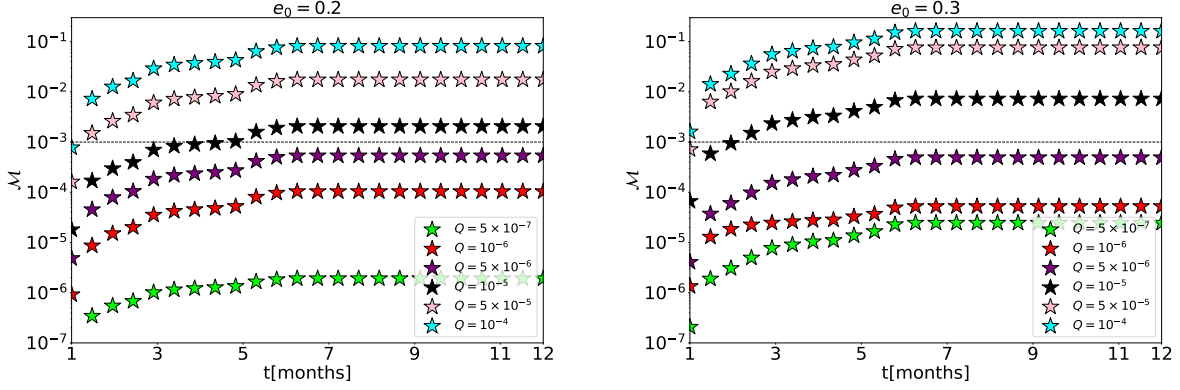 e₀ = 0.2
10⁻¹
10⁻²
10⁻³
10⁻⁴
10⁻⁵
10⁻⁶
10⁻⁷
ℳ
1 3 5 7 9 11 12
t[months]
Q = 5 × 10⁻⁷
Q = 10⁻⁶
Q = 5 × 10⁻⁶
Q = 10⁻⁵
Q = 5 × 10⁻⁵
Q = 10⁻⁴
e₀ = 0.3
10⁻¹
10⁻²
10⁻³
10⁻⁴
10⁻⁵
10⁻⁶
10⁻⁷
ℳ
1 3 5 7 9 11 12
t[months]
Q = 5 × 10⁻⁷
Q = 10⁻⁶
Q = 5 × 10⁻⁶
Q = 10⁻⁵
Q = 5 × 10⁻⁵
Q = 10⁻⁴